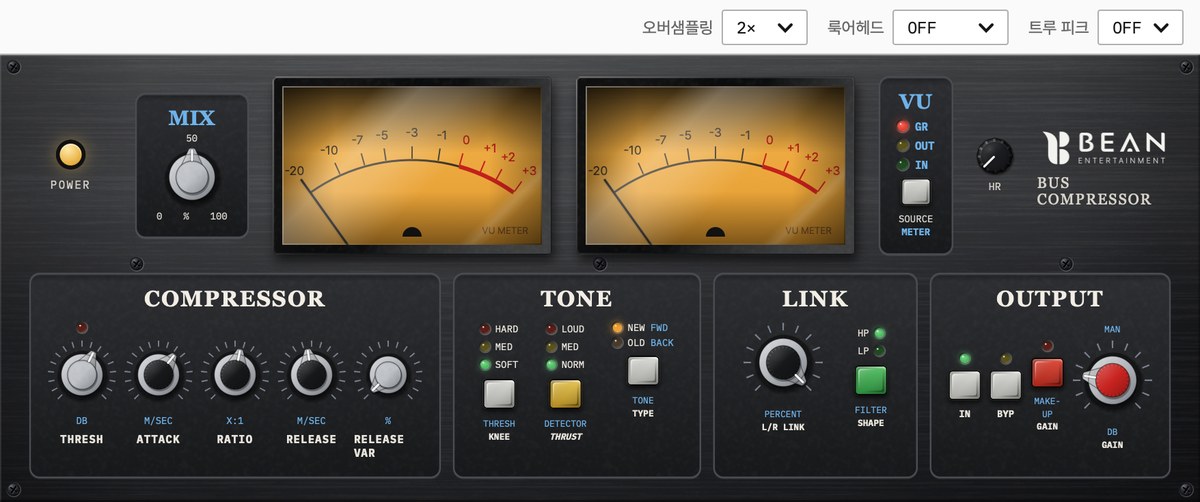 오버샘플링 2× 룩어헤드 OFF 트루 피크 OFF
MIX
50
0 % 100
POWER
-20 -10 -7 -5 -3 -1 0 +1 +2 +3
VU METER
-20 -10 -7 -5 -3 -1 0 +1 +2 +3
VU METER
VU
GR
OUT
IN
SOURCE
METER
HR
BEAN
ENTERTAINMENT
BUS
COMPRESSOR
COMPRESSOR
DB
THRESH
M/SEC
ATTACK
X:1
RATIO
M/SEC
RELEASE
%
RELEASE
VAR
TONE
HARD
MED
SOFT
THRESH
KNEE
LOUD
MED
NORM
DETECTOR
THRUST
NEW FWD
OLD BACK
TONE
TYPE
LINK
PERCENT
L/R LINK
HP
LP
FILTER
SHAPE
OUTPUT
IN
BYP
MAKE-
UP
GAIN
MAN
DB
GAIN